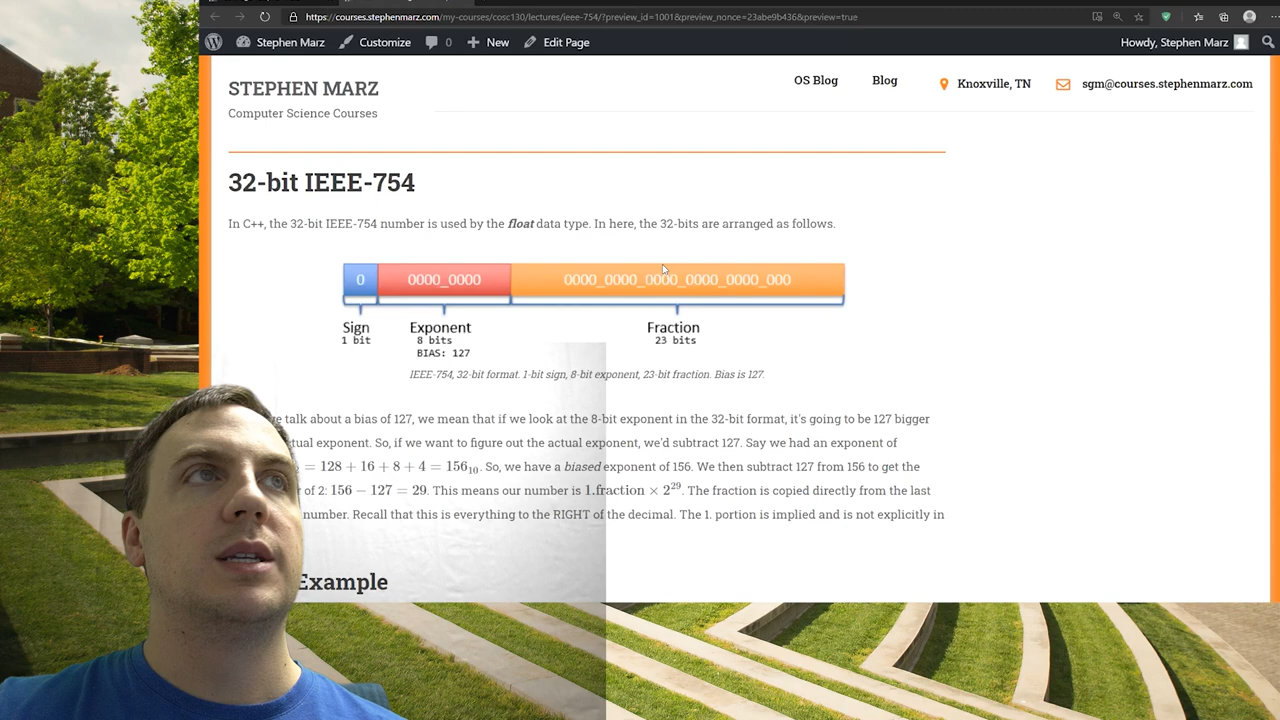 https://courses.stephenmarz.com/my-courses/cosc130/lectures/ieee-754/?preview_id=1001&preview_nonce=23abe9b436&preview=true
Stephen Marz Customize 0 New Edit Page Howdy, Stephen Marz
STEPHEN MARZ
Computer Science Courses
OS Blog Blog Knoxville, TN sgm@courses.stephenmarz.com
32-bit IEEE-754
In C++, the 32-bit IEEE-754 number is used by the float data type. In here, the 32-bits are arranged as follows.
0 0000_0000 0000_0000_0000_0000_0000_000
Sign Exponent Fraction
1 bit 8 bits 23 bits
BIAS: 127
IEEE-754, 32-bit format. 1-bit sign, 8-bit exponent, 23-bit fraction. Bias is 127.
talk about a bias of 127, we mean that if we look at the 8-bit exponent in the 32-bit format, it's going to be 127 bigger
exponent. So, if we want to figure out the actual exponent, we'd subtract 127. Say we had an exponent of
= 128 + 16 + 8 + 4 = 156₁₀. So, we have a biased exponent of 156. We then subtract 127 from 156 to get the
of 2: 156 − 127 = 29. This means our number is 1.fraction × 2²⁹. The fraction is copied directly from the last
number. Recall that this is everything to the RIGHT of the decimal. The 1. portion is implied and is not explicitly in
Example